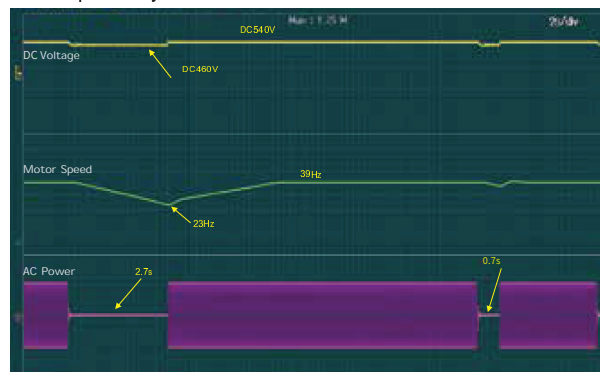 DC540V
2s/div
DC Voltage
DC460V
Motor Speed
39Hz
23Hz
AC Power
2.7s
0.7s